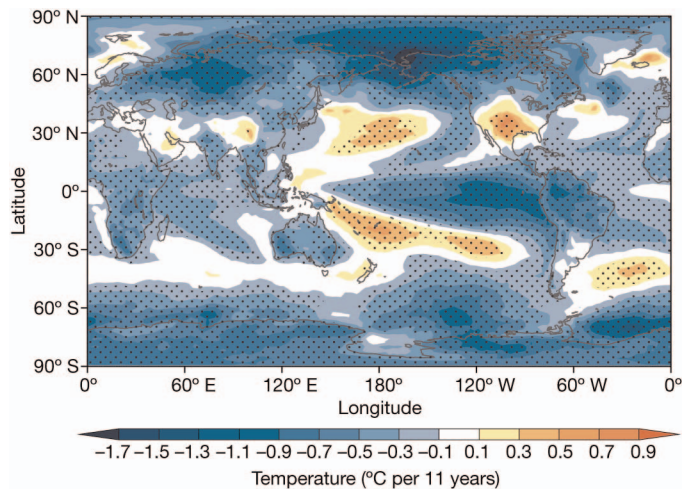 90º N
60º N
30º N
0º
30º S
60º S
90º S
Latitude
0º 60º E 120º E 180º 120º W 60º W 0º
Longitude
−1.7 −1.5 −1.3 −1.1 −0.9 −0.7 −0.5 −0.3 −0.1 0.1 0.3 0.5 0.7 0.9
Temperature (ºC per 11 years)